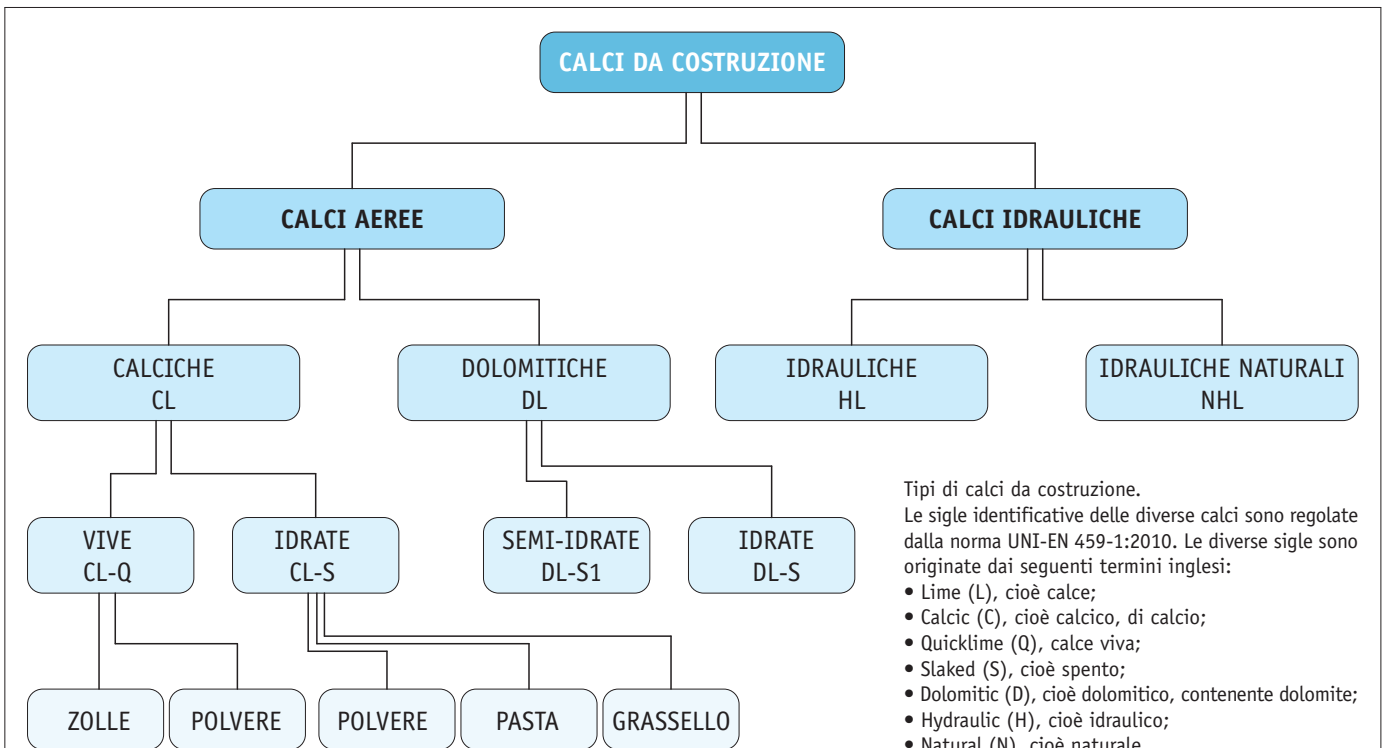 CALCI DA COSTRUZIONE
CALCI AEREE
CALCI IDRAULICHE
CALCICHE
CL
DOLOMITICHE
DL
IDRAULICHE
HL
IDRAULICHE NATURALI
NHL
VIVE
CL-Q
IDRATE
CL-S
SEMI-IDRATE
DL-S1
IDRATE
DL-S
ZOLLE
POLVERE
POLVERE
PASTA
GRASSELLO
Tipi di calci da costruzione.
Le sigle identificative delle diverse calci sono regolate
dalla norma UNI-EN 459-1:2010. Le diverse sigle sono
originate dai seguenti termini inglesi:
• Lime (L), cioè calce;
• Calcic (C), cioè calcico, di calcio;
• Quicklime (Q), calce viva;
• Slaked (S), cioè spento;
• Dolomitic (D), cioè dolomitico, contenente dolomite;
• Hydraulic (H), cioè idraulico;
• Natural (N), cioè naturale